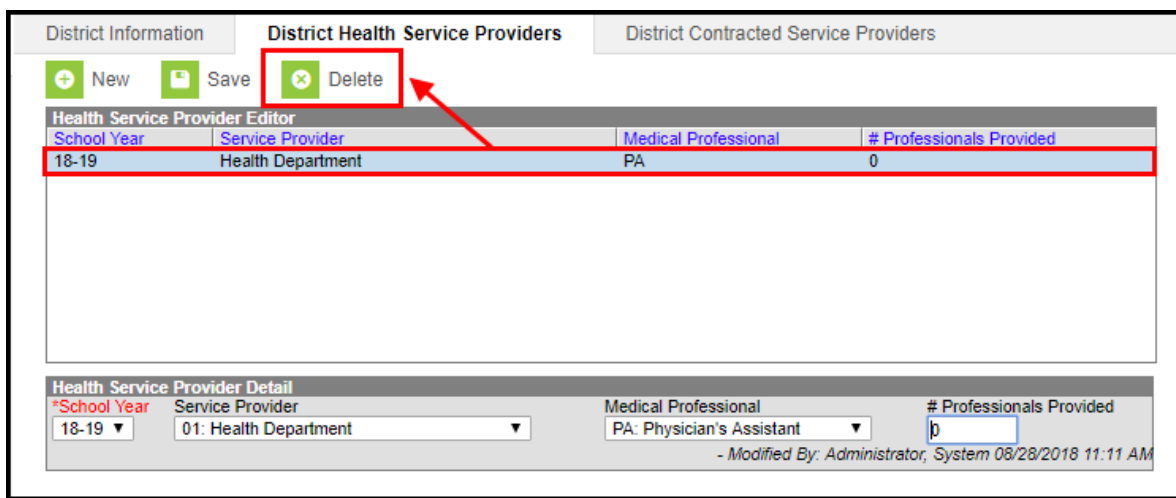 District Information District Health Service Providers District Contracted Service Providers
New Save Delete
Health Service Provider Editor
School Year Service Provider Medical Professional # Professionals Provided
18-19 Health Department PA 0
Health Service Provider Detail
*School Year Service Provider Medical Professional # Professionals Provided
18-19 01: Health Department PA: Physician's Assistant 0
- Modified By: Administrator, System 08/28/2018 11:11 AM